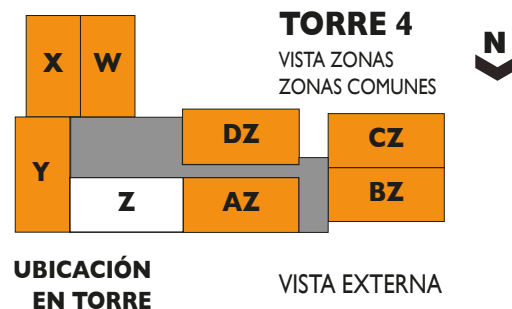 TORRE 4
VISTA ZONAS
ZONAS COMUNES
N
X W
DZ
CZ
Y
Z
AZ
BZ
UBICACIÓN
EN TORRE
VISTA EXTERNA